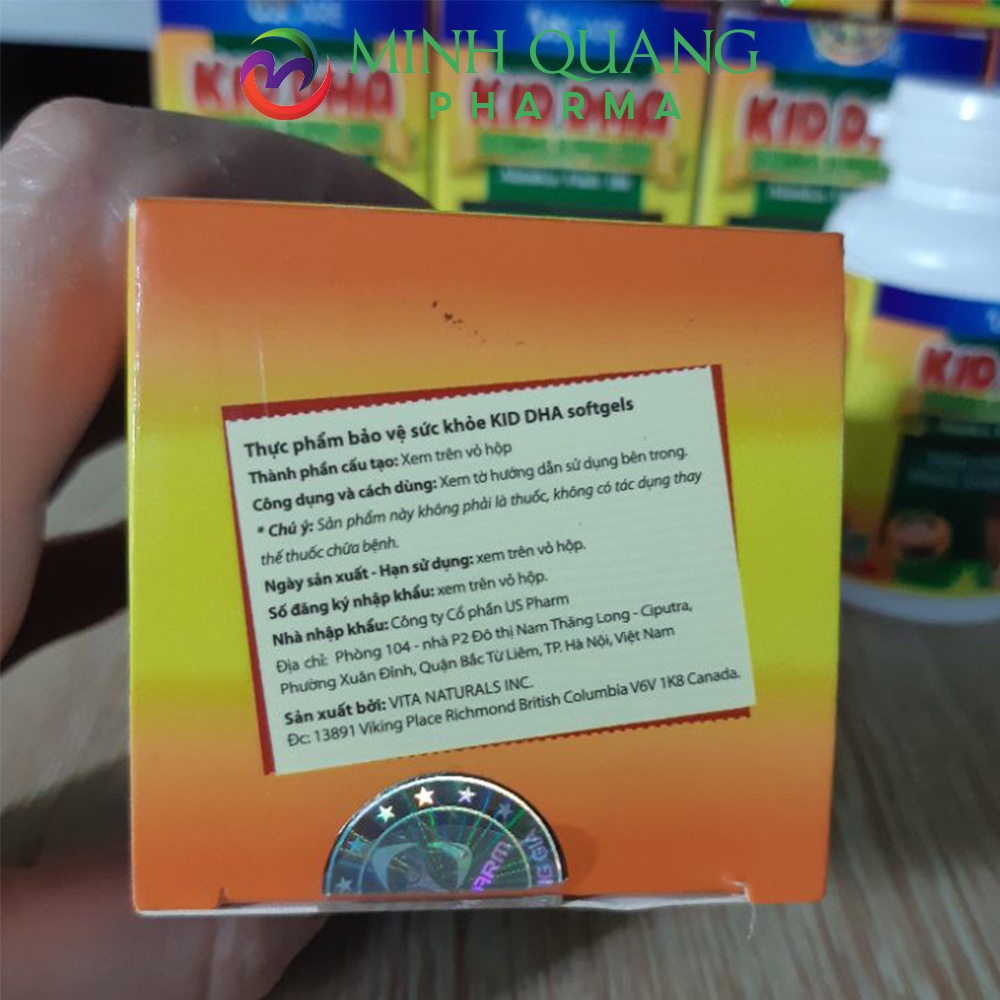 MINH QUANG
PHARMA
KID DHA
KID DHA
KID D
KID
Thực phẩm bảo vệ sức khỏe KID DHA softgels
Thành phần cấu tạo: Xem trên vỏ hộp
Công dụng và cách dùng: Xem tờ hướng dẫn sử dụng bên trong.
* Chú ý: Sản phẩm này không phải là thuốc, không có tác dụng thay
thế thuốc chữa bệnh.
Ngày sản xuất - Hạn sử dụng: xem trên vỏ hộp.
Số đăng ký nhập khẩu: xem trên vỏ hộp.
Nhà nhập khẩu: Công ty Cổ phần US Pharm
Địa chỉ: Phòng 104 - nhà P2 Đô thị Nam Thăng Long - Ciputra,
Phường Xuân Đỉnh, Quận Bắc Từ Liêm, TP. Hà Nội, Việt Nam
Sản xuất bởi: VITA NATURALS INC.
Đc: 13891 Viking Place Richmond British Columbia V6V 1K8 Canada.
ARM
NG GIA